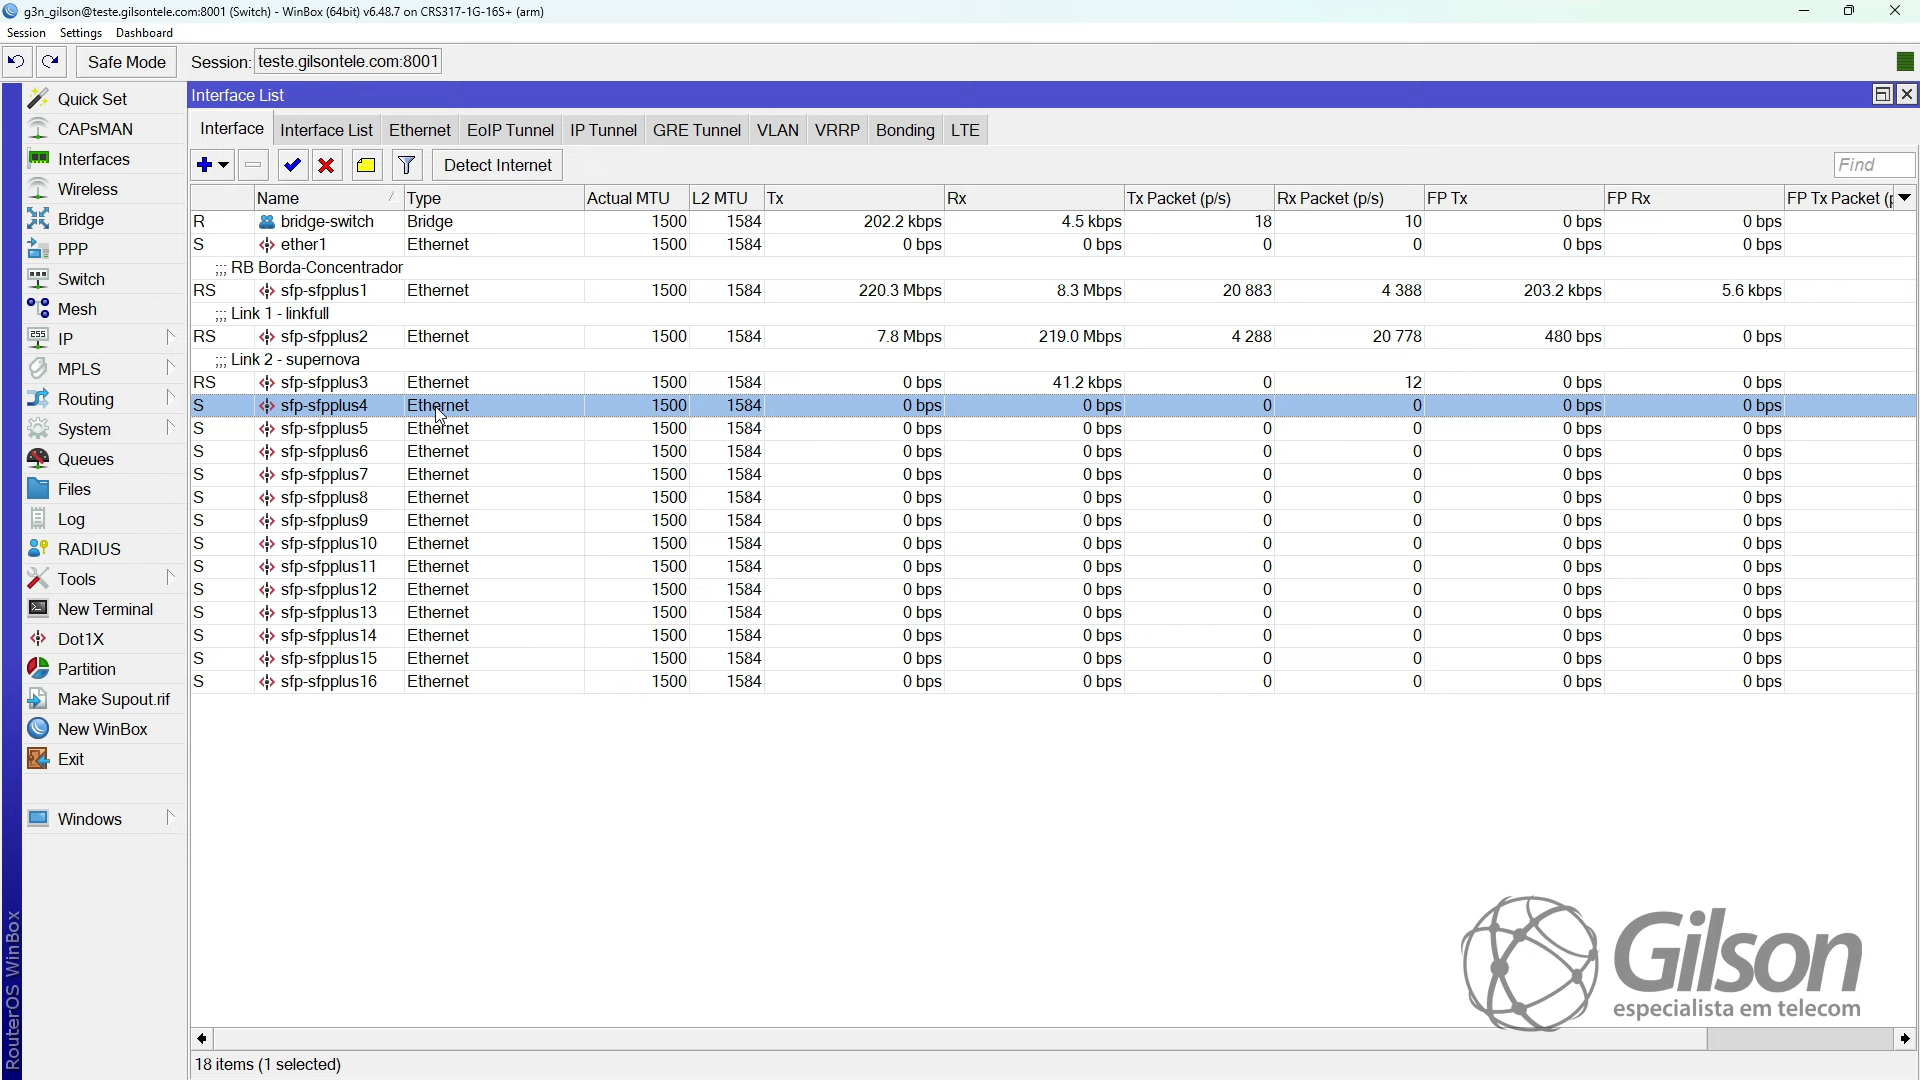 g3n_gilson@teste.gilsontele.com:8001 (Switch) - WinBox (64bit) v6.48.7 on CRS317-1G-16S+ (arm)
Session Settings Dashboard
Safe Mode Session: teste.gilsontele.com:8001
Quick Set
CAPsMAN
Interfaces
Wireless
Bridge
PPP
Switch
Mesh
IP
MPLS
Routing
System
Queues
Files
Log
RADIUS
Tools
New Terminal
Dot1X
Partition
Make Supout.rif
New WinBox
Exit
Windows
RouterOS WinBox
Interface List
Interface Interface List Ethernet EoIP Tunnel IP Tunnel GRE Tunnel VLAN VRRP Bonding LTE
Detect Internet Find
Name Type Actual MTU L2 MTU Tx Rx Tx Packet (p/s) Rx Packet (p/s) FP Tx FP Rx FP Tx Packet (
R bridge-switch Bridge 1500 1584 202.2 kbps 4.5 kbps 18 10 0 bps 0 bps
S ether1 Ethernet 1500 1584 0 bps 0 bps 0 0 0 bps 0 bps
;;; RB Borda-Concentrador
RS sfp-sfpplus1 Ethernet 1500 1584 220.3 Mbps 8.3 Mbps 20 883 4 388 203.2 kbps 5.6 kbps
;;; Link 1 - linkfull
RS sfp-sfpplus2 Ethernet 1500 1584 7.8 Mbps 219.0 Mbps 4 288 20 778 480 bps 0 bps
;;; Link 2 - supernova
RS sfp-sfpplus3 Ethernet 1500 1584 0 bps 41.2 kbps 0 12 0 bps 0 bps
S sfp-sfpplus4 Ethernet 1500 1584 0 bps 0 bps 0 0 0 bps 0 bps
S sfp-sfpplus5 Ethernet 1500 1584 0 bps 0 bps 0 0 0 bps 0 bps
S sfp-sfpplus6 Ethernet 1500 1584 0 bps 0 bps 0 0 0 bps 0 bps
S sfp-sfpplus7 Ethernet 1500 1584 0 bps 0 bps 0 0 0 bps 0 bps
S sfp-sfpplus8 Ethernet 1500 1584 0 bps 0 bps 0 0 0 bps 0 bps
S sfp-sfpplus9 Ethernet 1500 1584 0 bps 0 bps 0 0 0 bps 0 bps
S sfp-sfpplus10 Ethernet 1500 1584 0 bps 0 bps 0 0 0 bps 0 bps
S sfp-sfpplus11 Ethernet 1500 1584 0 bps 0 bps 0 0 0 bps 0 bps
S sfp-sfpplus12 Ethernet 1500 1584 0 bps 0 bps 0 0 0 bps 0 bps
S sfp-sfpplus13 Ethernet 1500 1584 0 bps 0 bps 0 0 0 bps 0 bps
S sfp-sfpplus14 Ethernet 1500 1584 0 bps 0 bps 0 0 0 bps 0 bps
S sfp-sfpplus15 Ethernet 1500 1584 0 bps 0 bps 0 0 0 bps 0 bps
S sfp-sfpplus16 Ethernet 1500 1584 0 bps 0 bps 0 0 0 bps 0 bps
Gilson
especialista em telecom
18 items (1 selected)